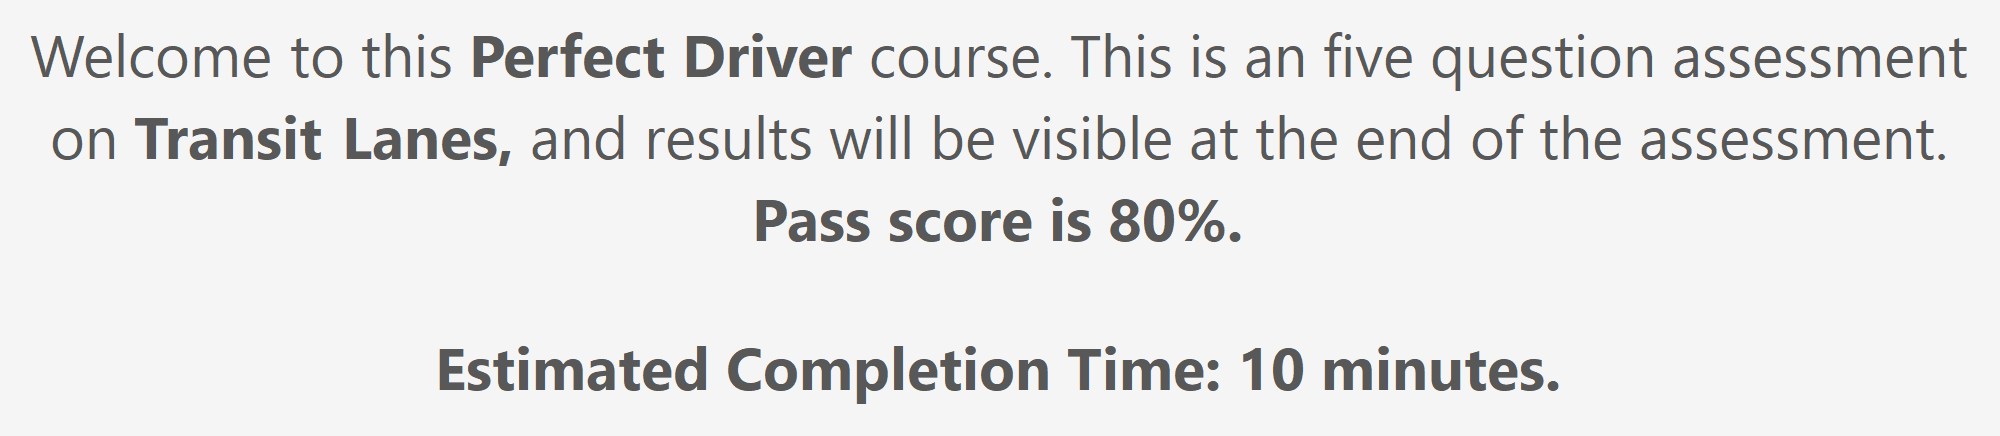 Welcome to this Perfect Driver course. This is an five question assessment
on Transit Lanes, and results will be visible at the end of the assessment.
Pass score is 80%.
Estimated Completion Time: 10 minutes.